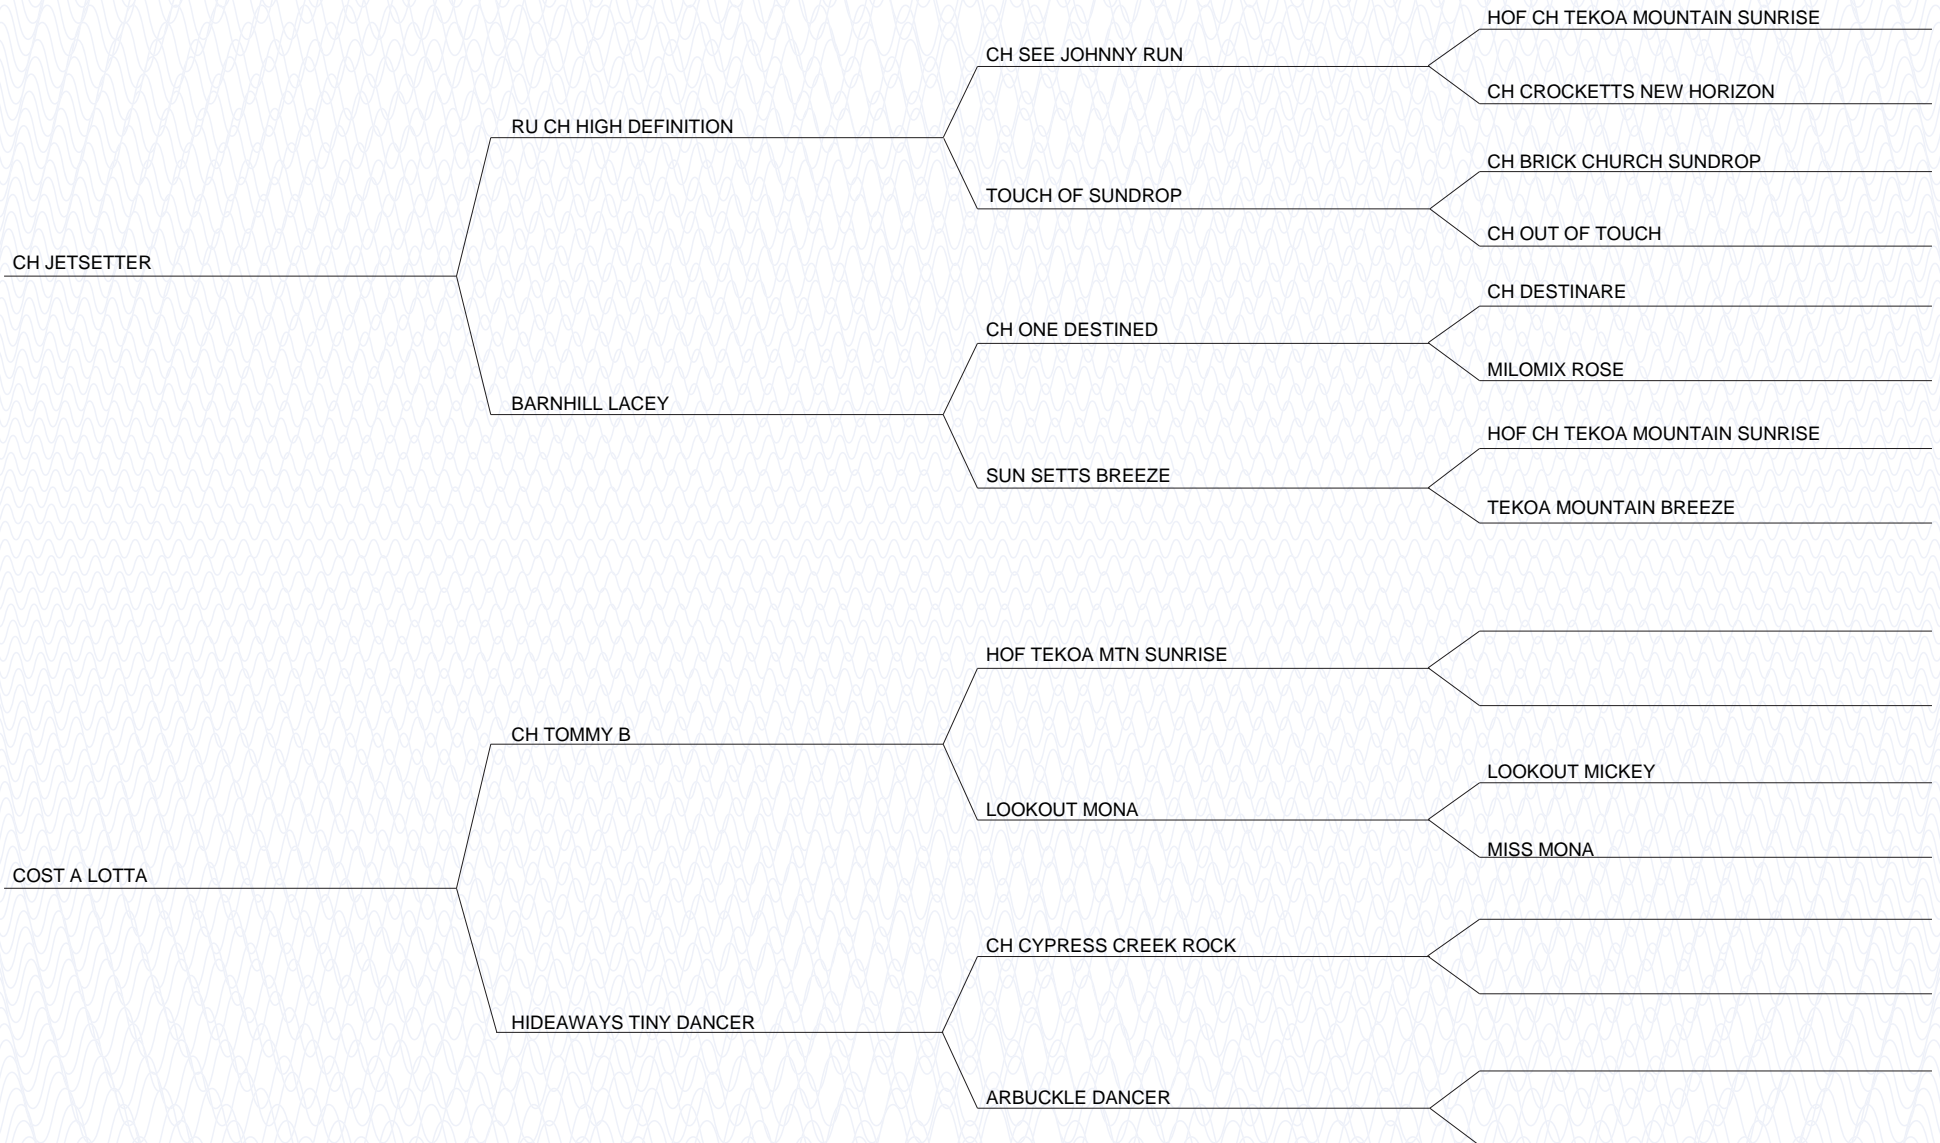 HOF CH TEKOA MOUNTAIN SUNRISE
CH SEE JOHNNY RUN
CH CROCKETTS NEW HORIZON
RU CH HIGH DEFINITION
CH BRICK CHURCH SUNDROP
TOUCH OF SUNDROP
CH OUT OF TOUCH
CH JETSETTER
CH DESTINARE
CH ONE DESTINED
MILOMIX ROSE
BARNHILL LACEY
HOF CH TEKOA MOUNTAIN SUNRISE
SUN SETTS BREEZE
TEKOA MOUNTAIN BREEZE
HOF TEKOA MTN SUNRISE
CH TOMMY B
LOOKOUT MICKEY
LOOKOUT MONA
MISS MONA
COST A LOTTA
CH CYPRESS CREEK ROCK
HIDEAWAYS TINY DANCER
ARBUCKLE DANCER